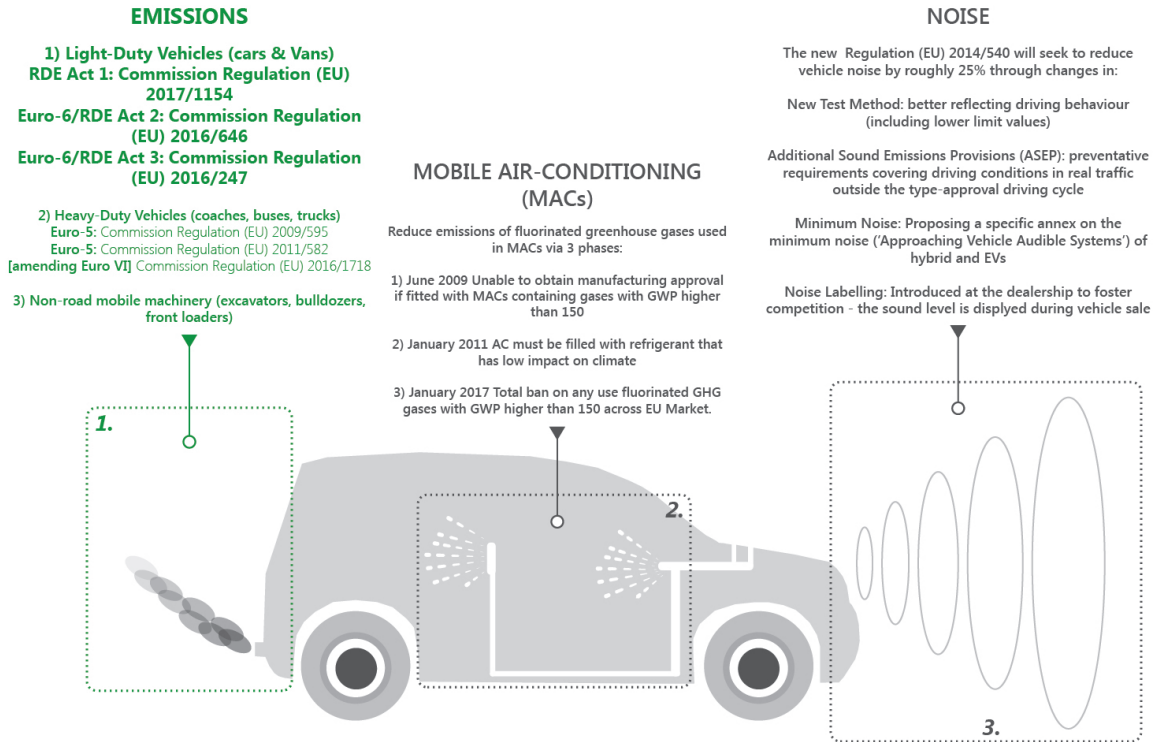 EMISSIONS
1) Light-Duty Vehicles (cars & Vans)
RDE Act 1: Commission Regulation (EU)
2017/1154
Euro-6/RDE Act 2: Commission Regulation
(EU) 2016/646
Euro-6/RDE Act 3: Commission Regulation
(EU) 2016/247
2) Heavy-Duty Vehicles (coaches, buses, trucks)
Euro-5: Commission Regulation (EU) 2009/595
Euro-5: Commission Regulation (EU) 2011/582
[amending Euro VI] Commission Regulation (EU) 2016/1718
3) Non-road mobile machinery (excavators, bulldozers,
front loaders)
1.
MOBILE AIR-CONDITIONING
(MACs)
Reduce emissions of fluorinated greenhouse gases used
in MACs via 3 phases:
1) June 2009 Unable to obtain manufacturing approval
if fitted with MACs containing gases with GWP higher
than 150
2) January 2011 AC must be filled with refrigerant that
has low impact on climate
3) January 2017 Total ban on any use fluorinated GHG
gases with GWP higher than 150 across EU Market.
2.
NOISE
The new Regulation (EU) 2014/540 will seek to reduce
vehicle noise by roughly 25% through changes in:
New Test Method: better reflecting driving behaviour
(including lower limit values)
Additional Sound Emissions Provisions (ASEP): preventative
requirements covering driving conditions in real traffic
outside the type-approval driving cycle
Minimum Noise: Proposing a specific annex on the
minimum noise (‘Approaching Vehicle Audible Systems’) of
hybrid and EVs
Noise Labelling: Introduced at the dealership to foster
competition - the sound level is displyed during vehicle sale
3.